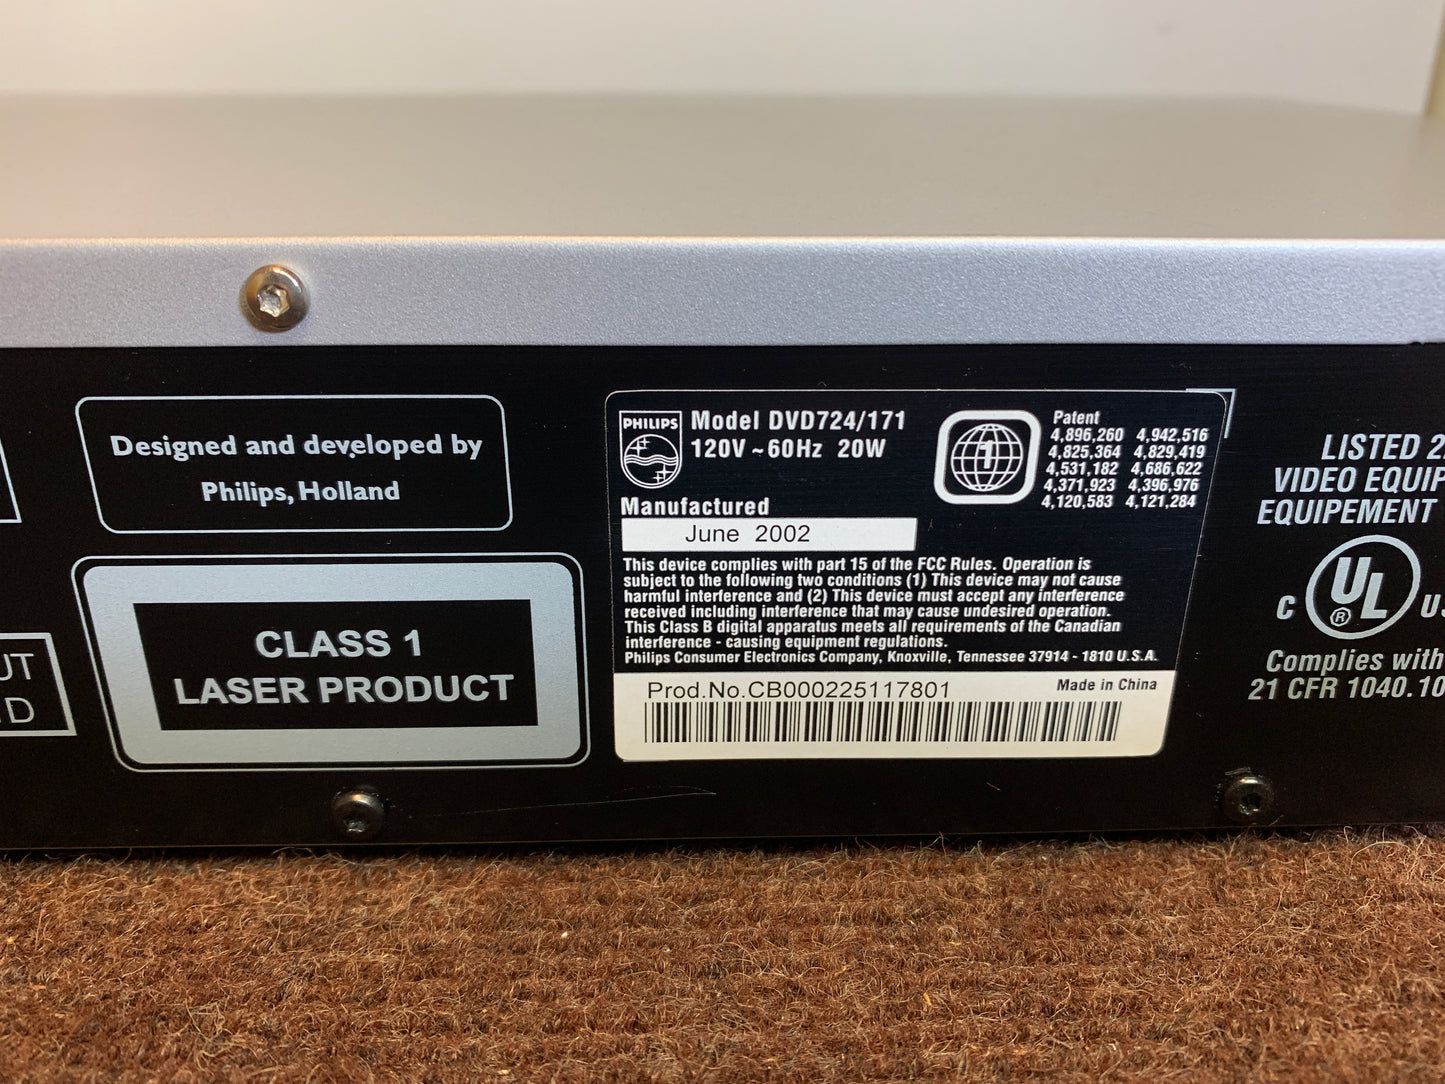 UT
ID
Designed and developed by
Philips, Holland
CLASS 1
LASER PRODUCT
PHILIPS
Model DVD724/171
120V ~60Hz 20W
1
Patent
4,896,260 4,942,516
4,825,364 4,829,419
4,531,182 4,686,622
4,371,923 4,396,976
4,120,583 4,121,284
Manufactured
June 2002
This device complies with part 15 of the FCC Rules. Operation is
subject to the following two conditions (1) This device may not cause
harmful interference and (2) This device must accept any interference
received including interference that may cause undesired operation.
This Class B digital apparatus meets all requirements of the Canadian
interference - causing equipment regulations.
Philips Consumer Electronics Company, Knoxville, Tennessee 37914 - 1810 U.S.A.
Prod.No.CB000225117801
Made in China
LISTED 2
VIDEO EQUIP
EQUIPEMENT
C UL ® US
Complies with
21 CFR 1040.10